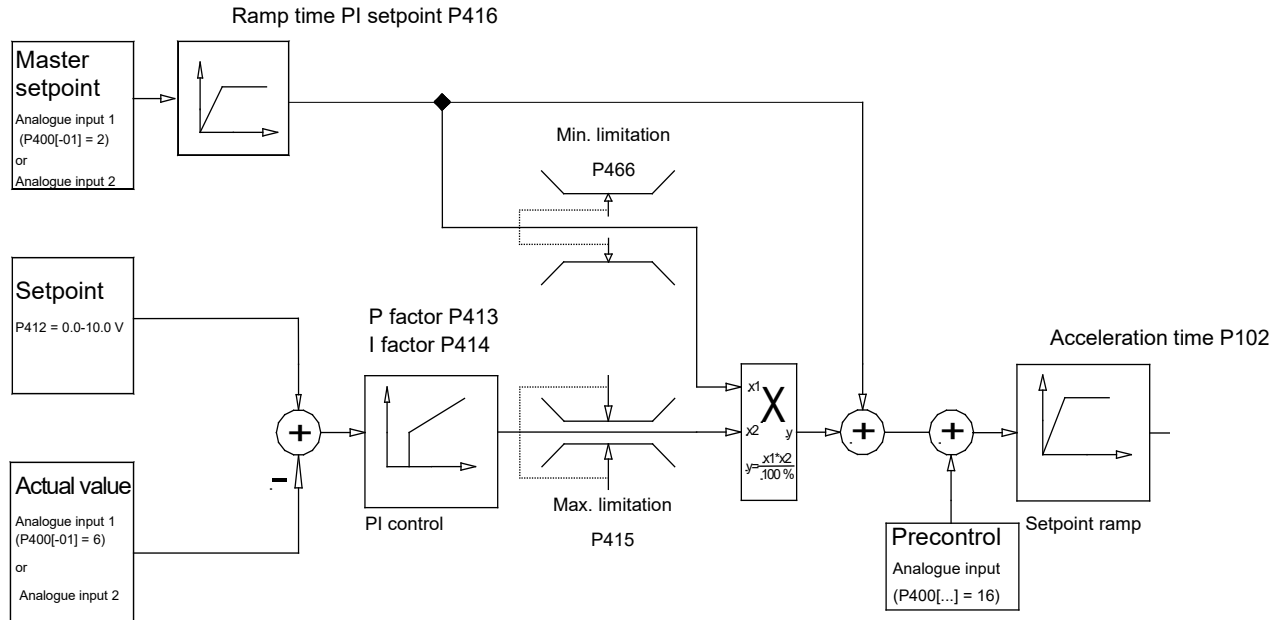 Ramp time PI setpoint P416
Master
setpoint
Analogue input 1
(P400[-01] = 2)
or
Analogue input 2
Min. limitation
P466
Setpoint
P412 = 0.0-10.0 V
P factor P413
I factor P414
Acceleration time P102
x1
X
x2
y
y=x1*x2
100 %
+
+
+
-
Actual value
Analogue input 1
(P400[-01] = 6)
or
Analogue input 2
PI control
Max. limitation
P415
Precontrol
Analogue input
(P400[...] = 16)
Setpoint ramp